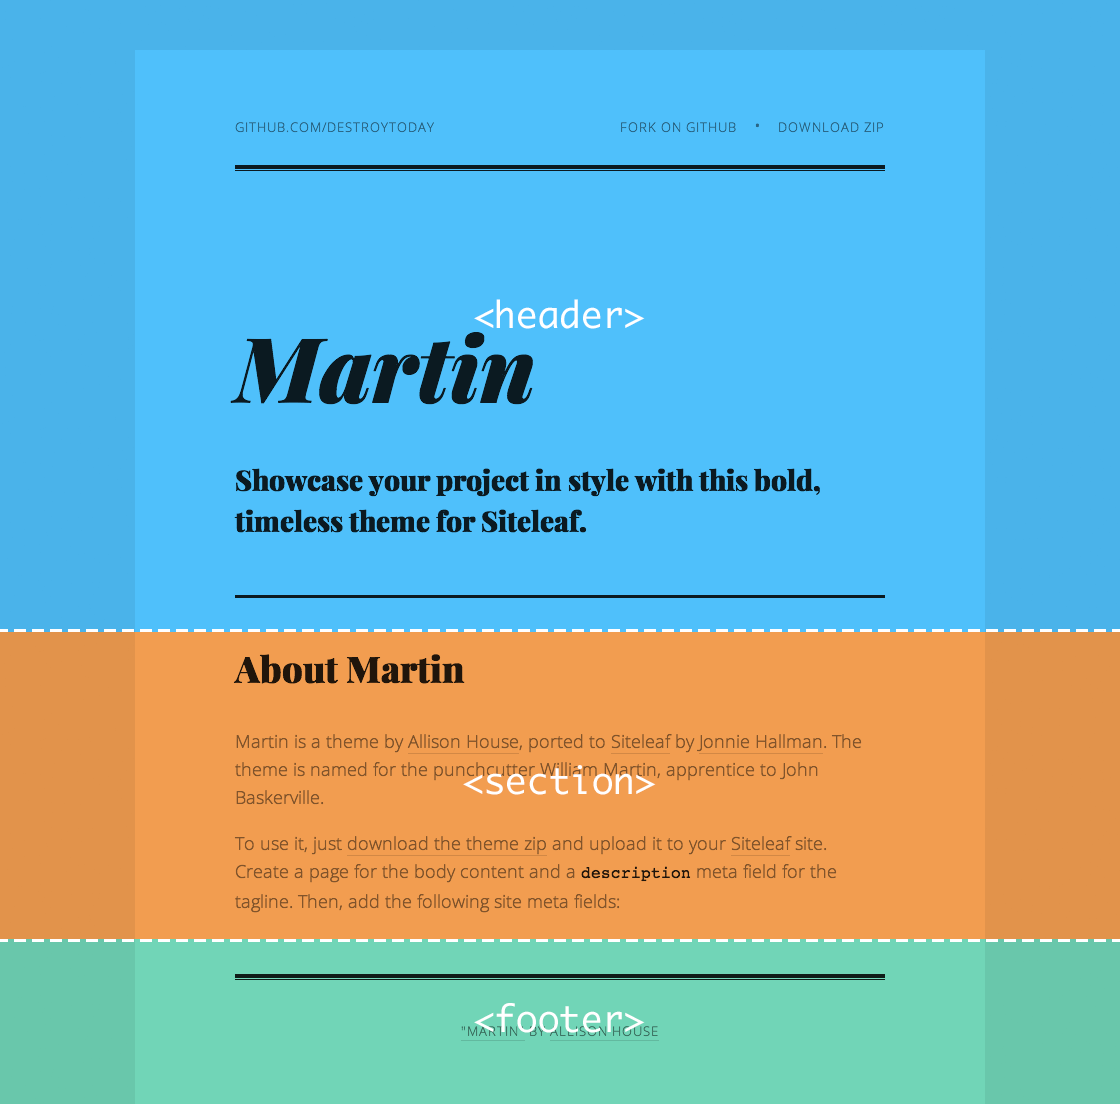 GITHUB.COM/DESTROYTODAY FORK ON GITHUB • DOWNLOAD ZIP
<header>
Martin
Showcase your project in style with this bold,
timeless theme for Siteleaf.
About Martin
Martin is a theme by Allison House, ported to Siteleaf by Jonnie Hallman. The
theme is named for the punchcutter William Martin, apprentice to John
<section>
Baskerville.
To use it, just download the theme zip and upload it to your Siteleaf site.
Create a page for the body content and a description meta field for the
tagline. Then, add the following site meta fields:
<footer>
"MARTIN" BY ALLISON HOUSE